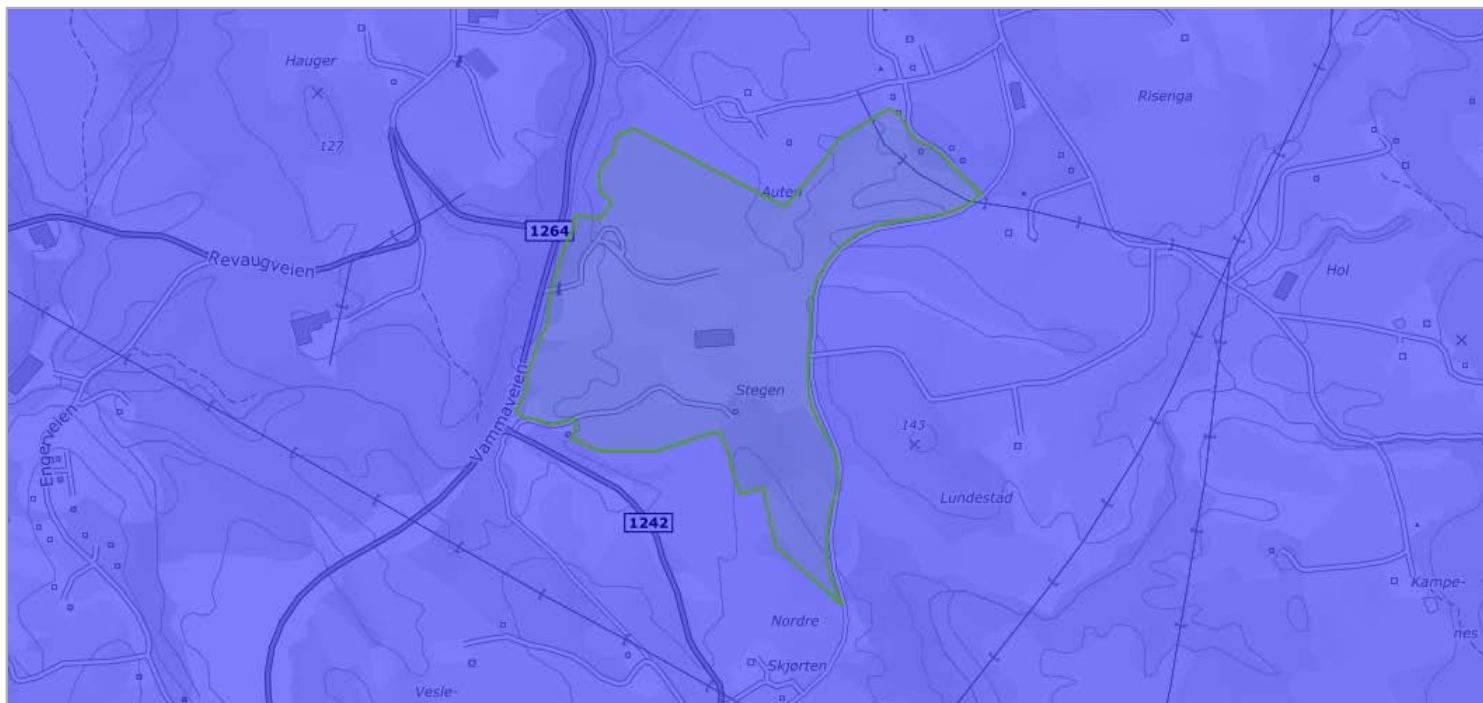 Hauger
127
Risenga
Auten
1264
Revaugveien
Hol
Stegen
Vammaveien
143
Engerveien
Lundestad
1242
Kampe-
nes
Nordre
Skjørten
Vesle-